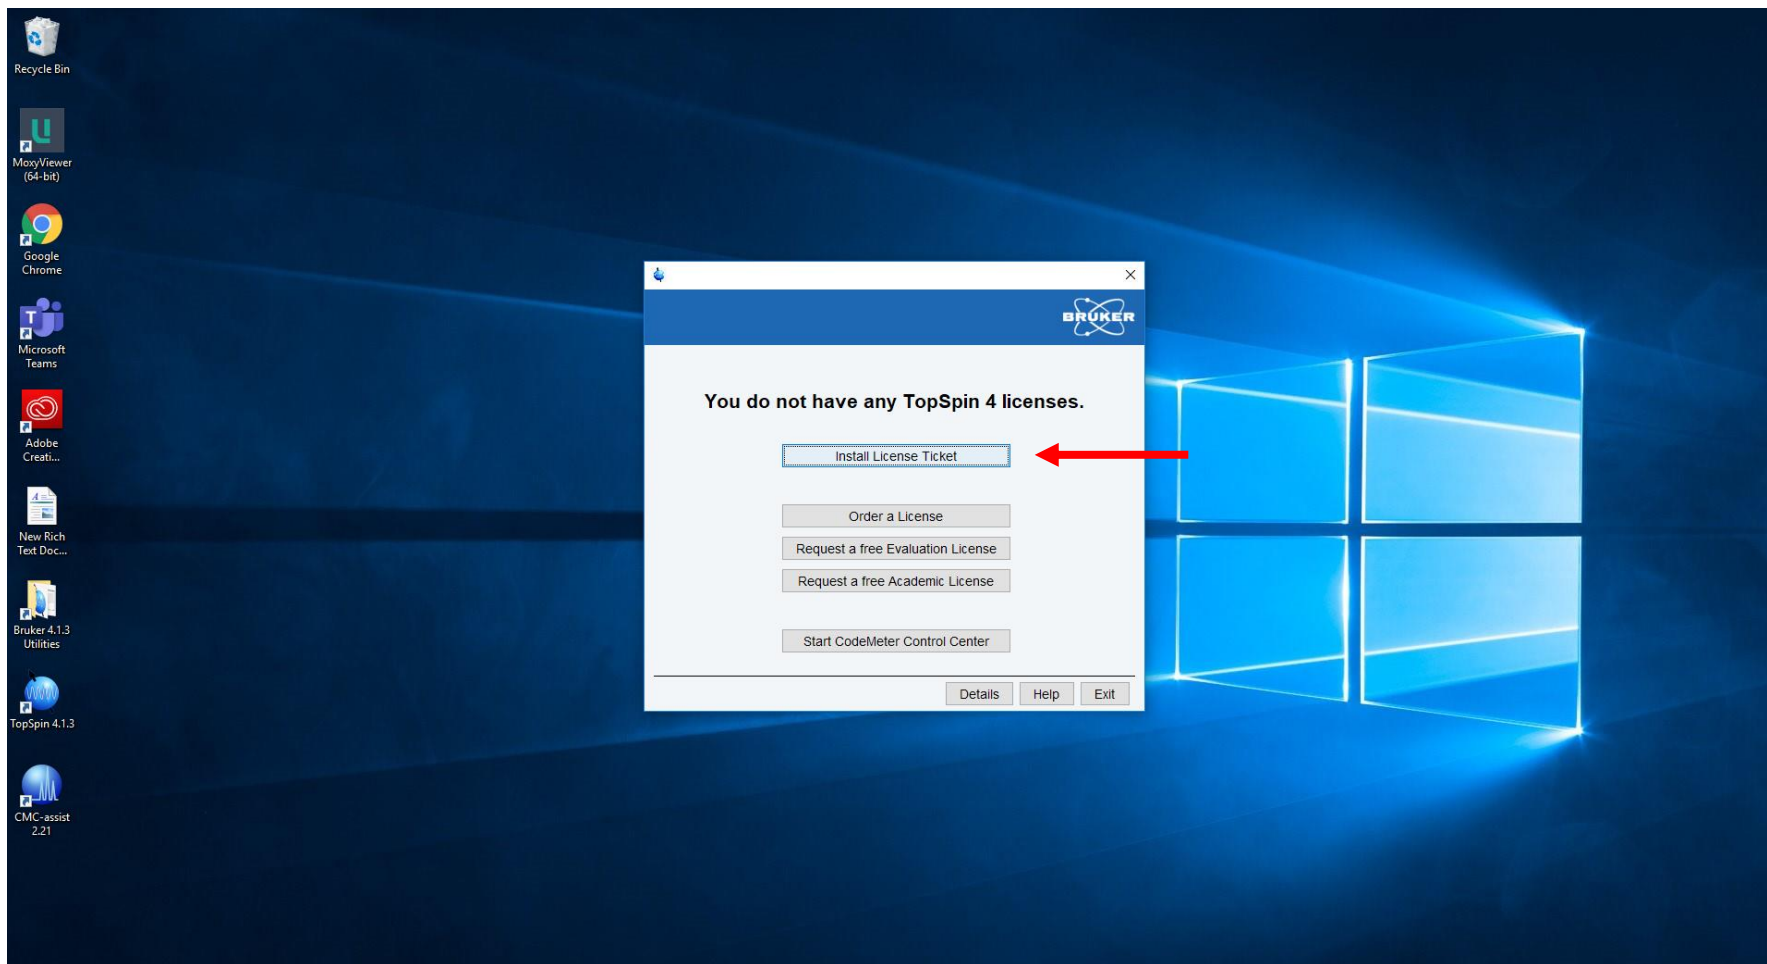 Recycle Bin
MoxyViewer
(64-bit)
Google
Chrome
T
Microsoft
Teams
Adobe
Creati...
New Rich
Text Doc...
Bruker 4.1.3
Utilities
TopSpin 4.1.3
CMC-assist
2.21
BRUKER
You do not have any TopSpin 4 licenses.
Install License Ticket
Order a License
Request a free Evaluation License
Request a free Academic License
Start CodeMeter Control Center
Details Help Exit